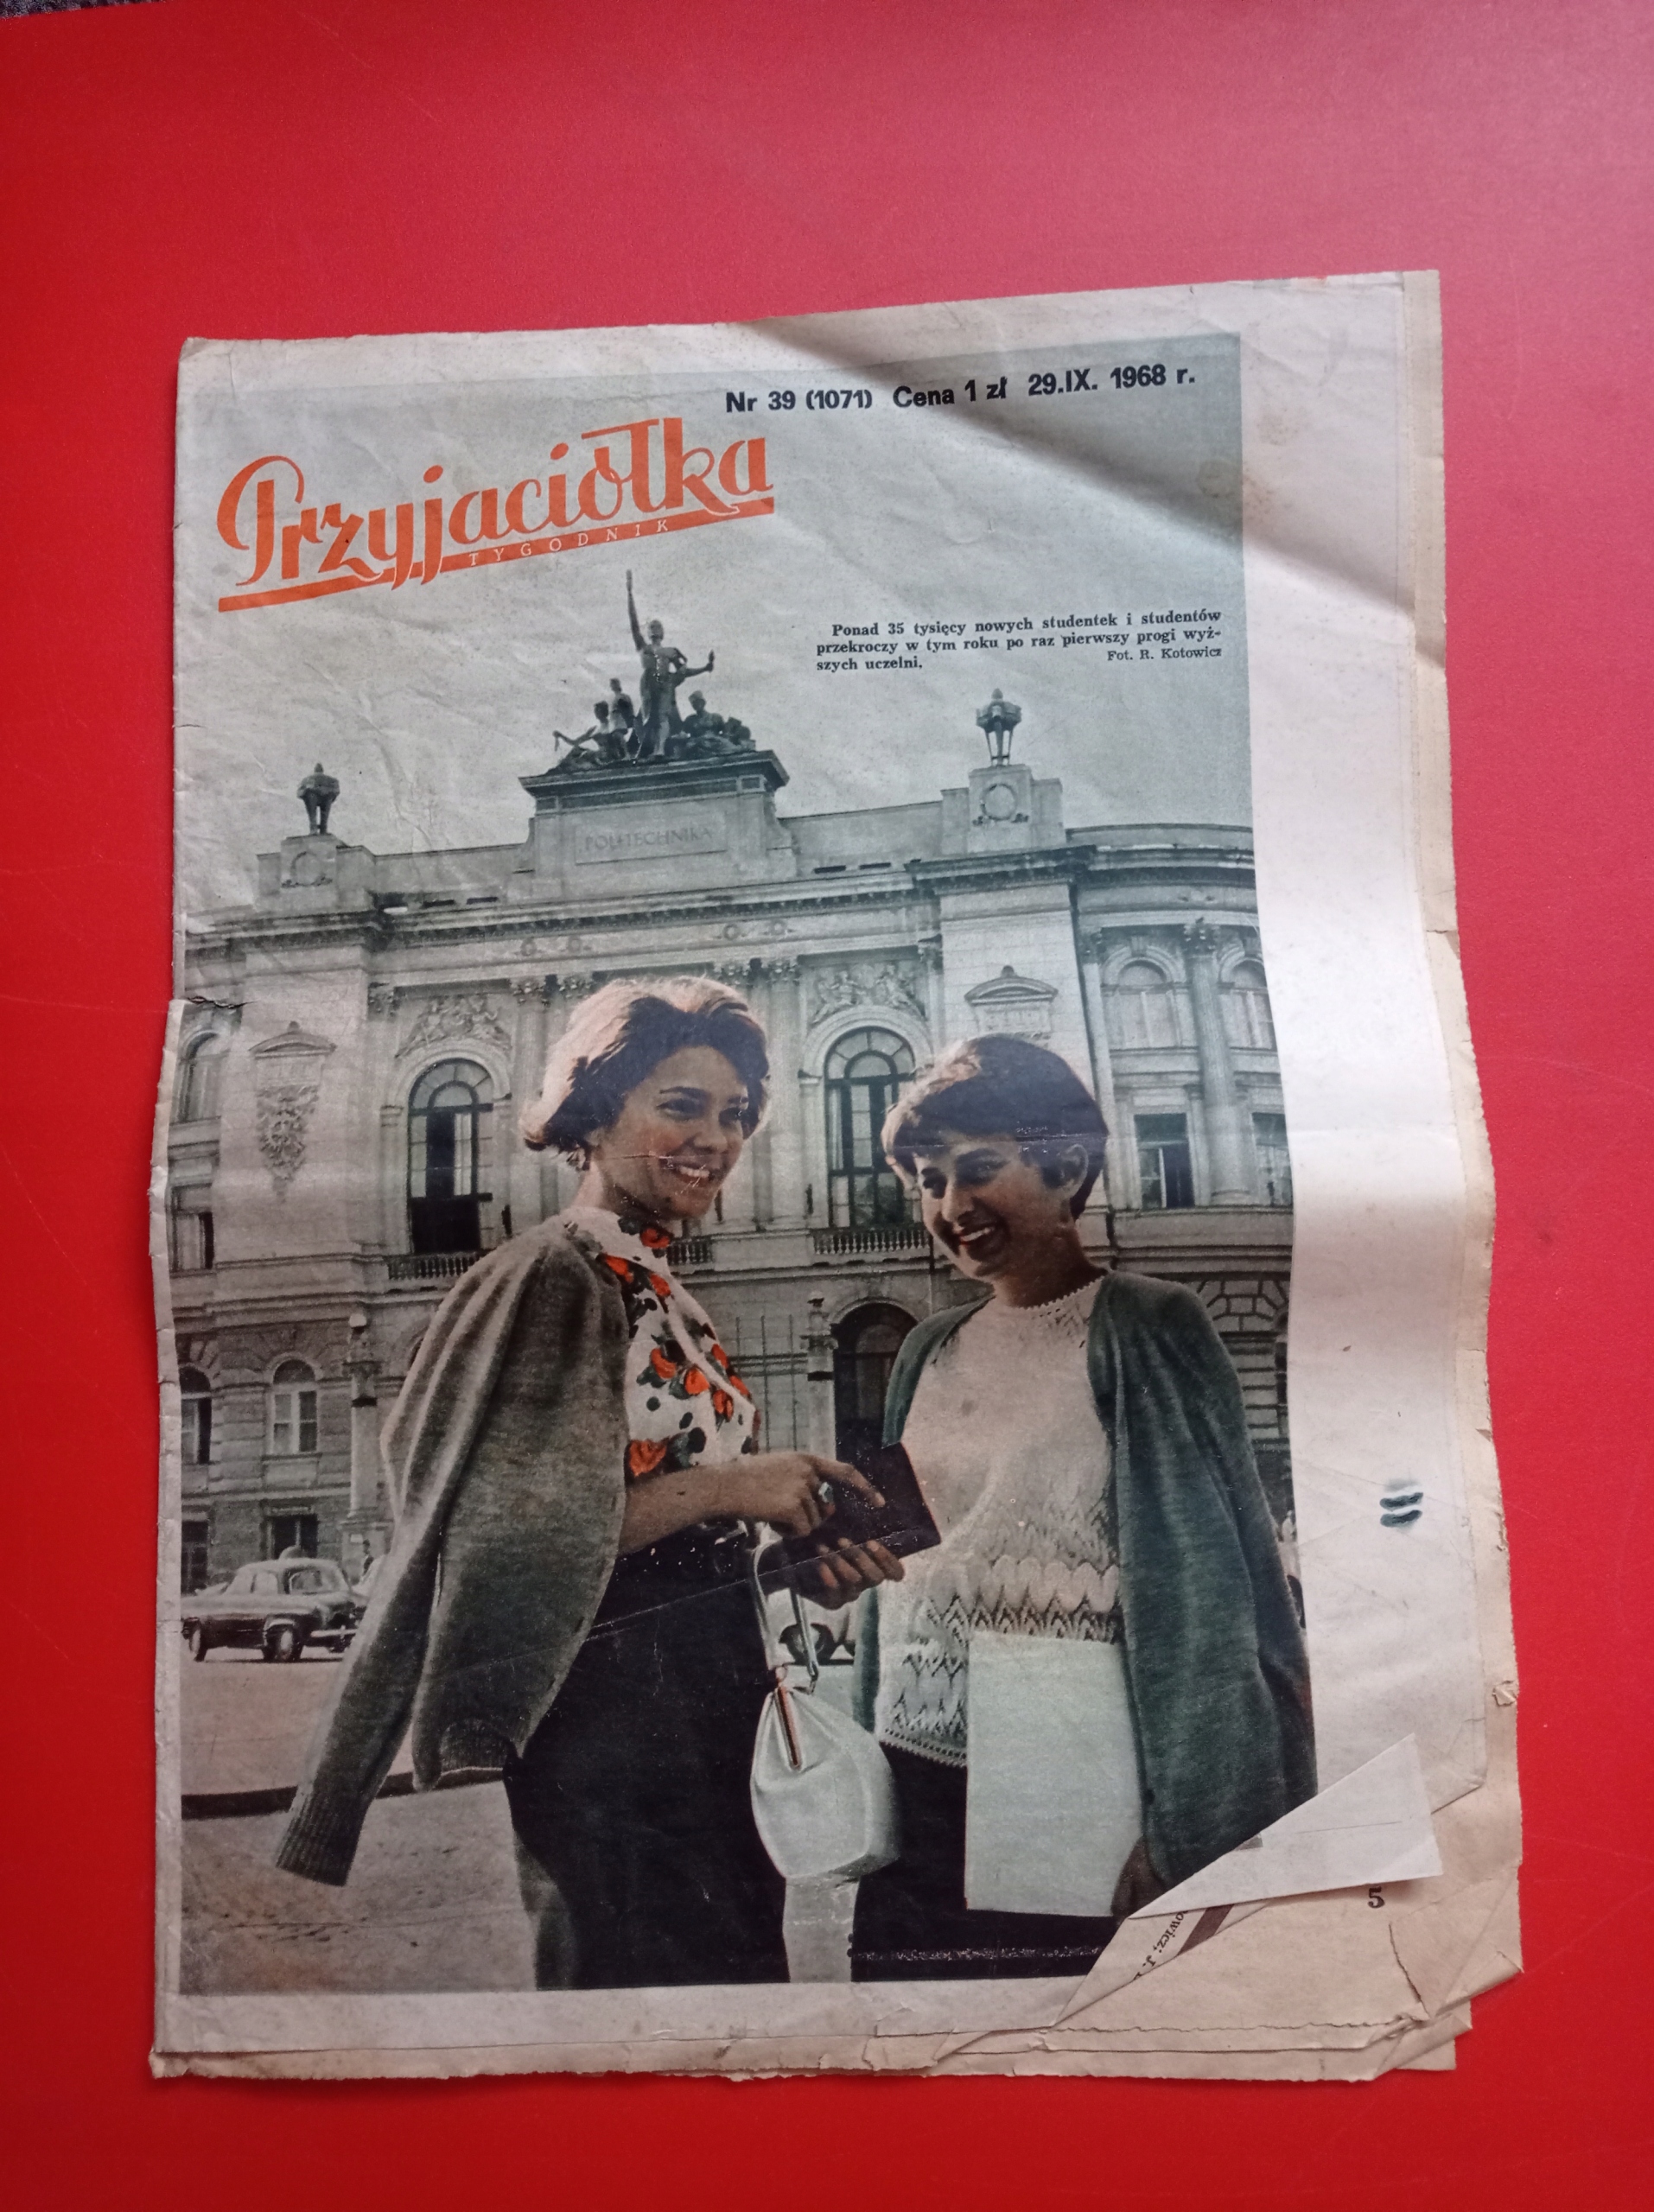 Nr 39 (1071) Cena 1 zł 29.IX. 1968 r.
Przyjaciółka
TYGODNIK
Ponad 35 tysięcy nowych studentek i studentów
przekroczy w tym roku po raz pierwszy progi wyż-
szych uczelni. Fot. R. Kotowicz
POLITECHNIKA
5
owicz; J.